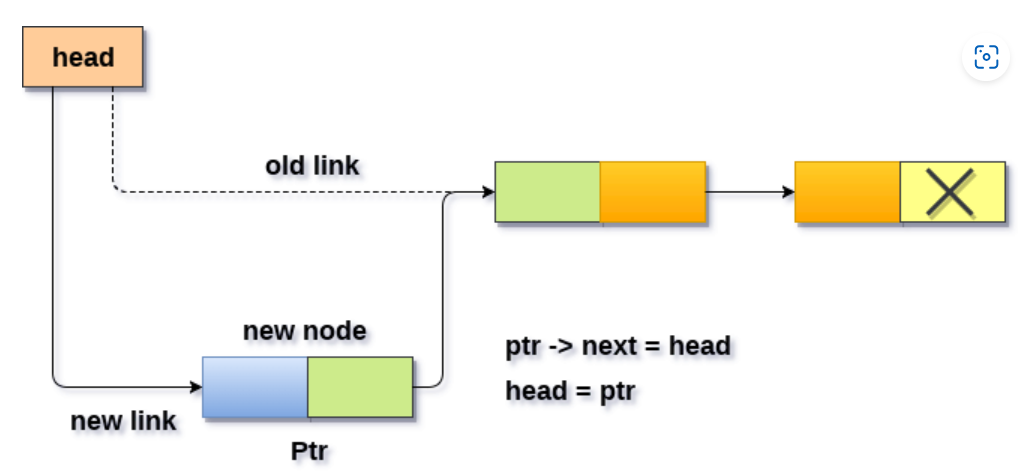 head
old link
new node
ptr -> next = head
head = ptr
new link
Ptr